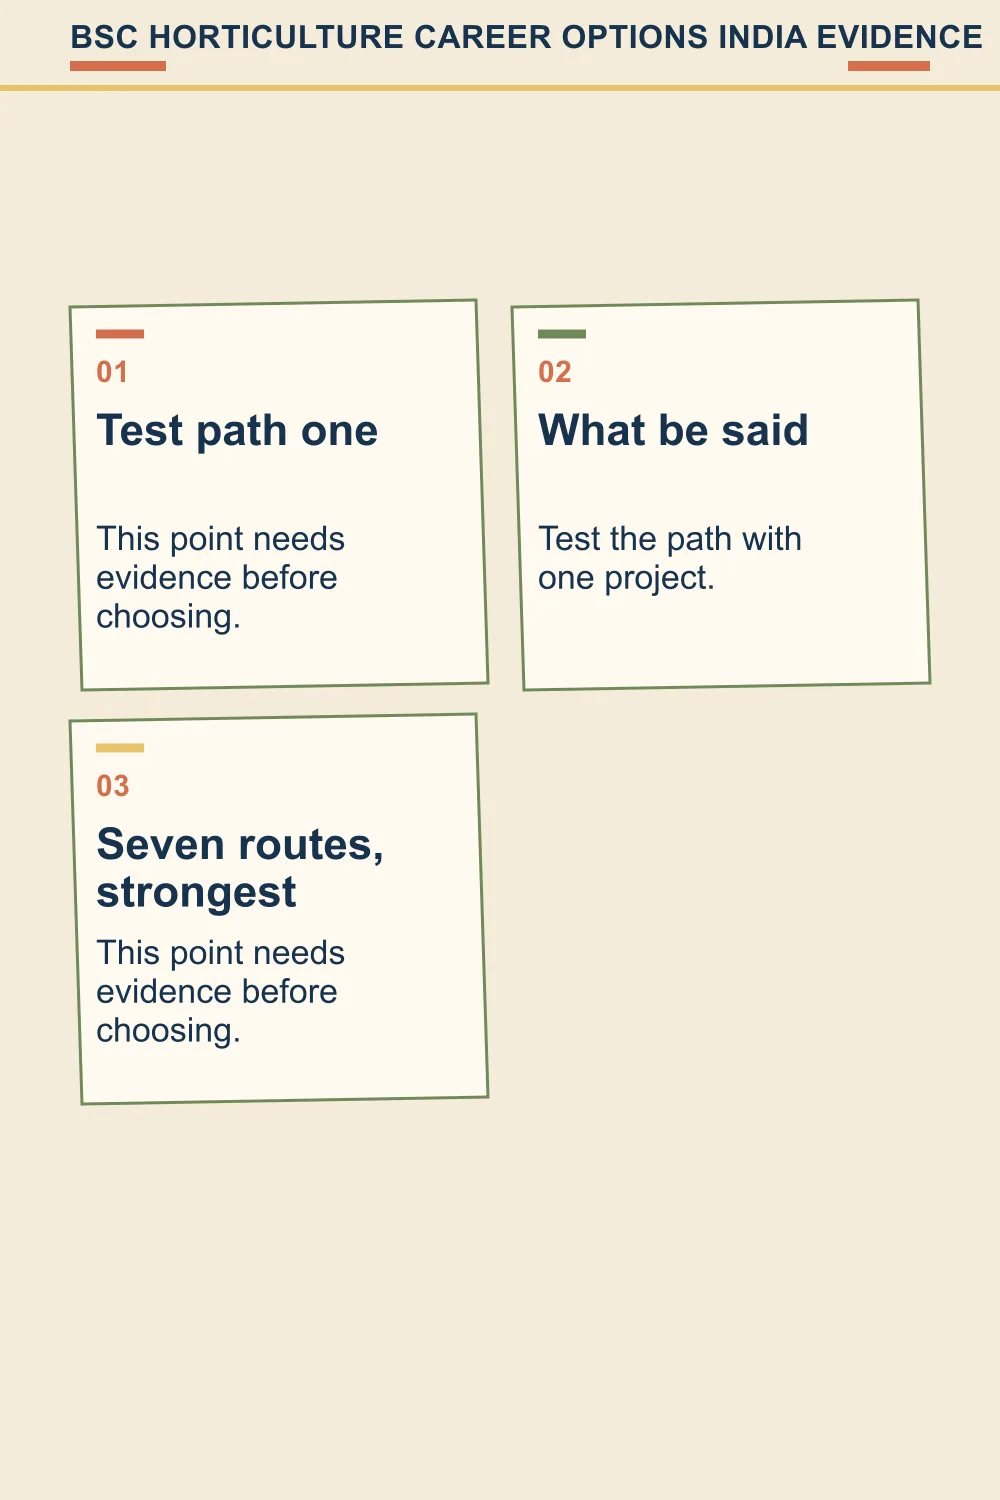 BSC HORTICULTURE CAREER OPTIONS INDIA EVIDENCE
01
Test path one
This point needs
evidence before
choosing.
02
What be said
Test the path with
one project.
03
Seven routes,
strongest
This point needs
evidence before
choosing.